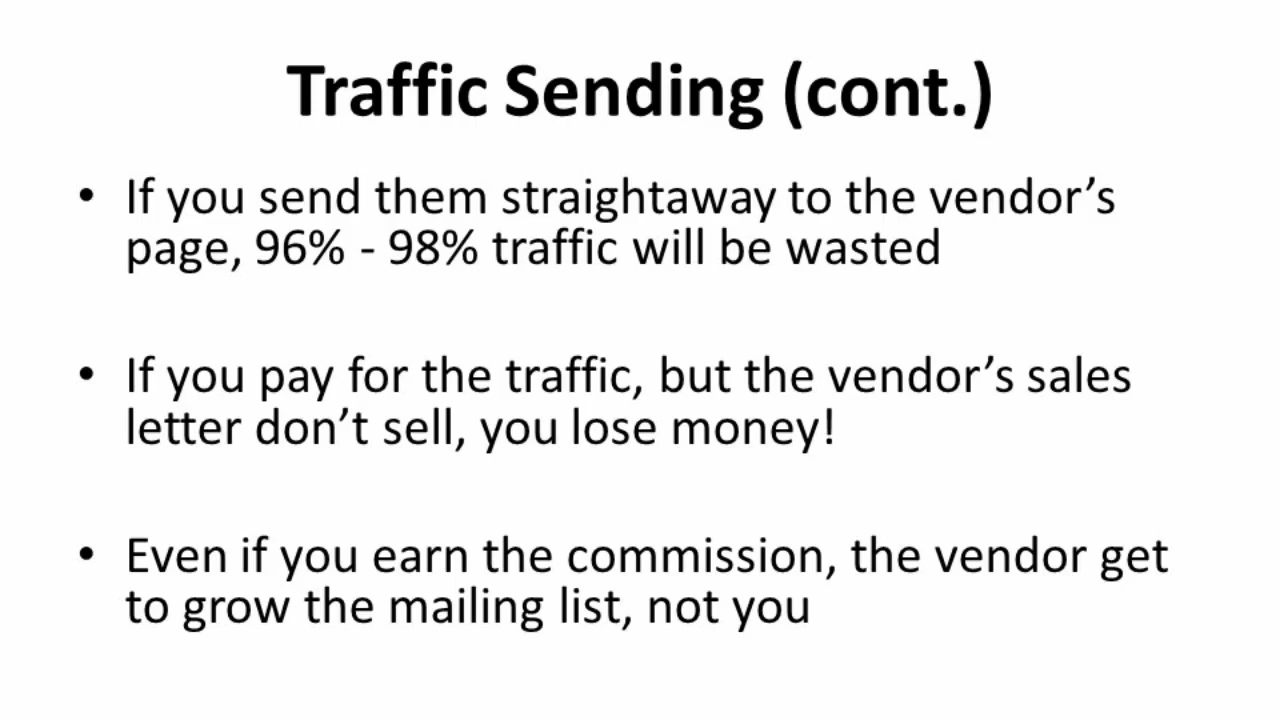 Traffic Sending (cont.)
• If you send them straightaway to the vendor’s
page, 96% - 98% traffic will be wasted
• If you pay for the traffic, but the vendor’s sales
letter don’t sell, you lose money!
• Even if you earn the commission, the vendor get
to grow the mailing list, not you